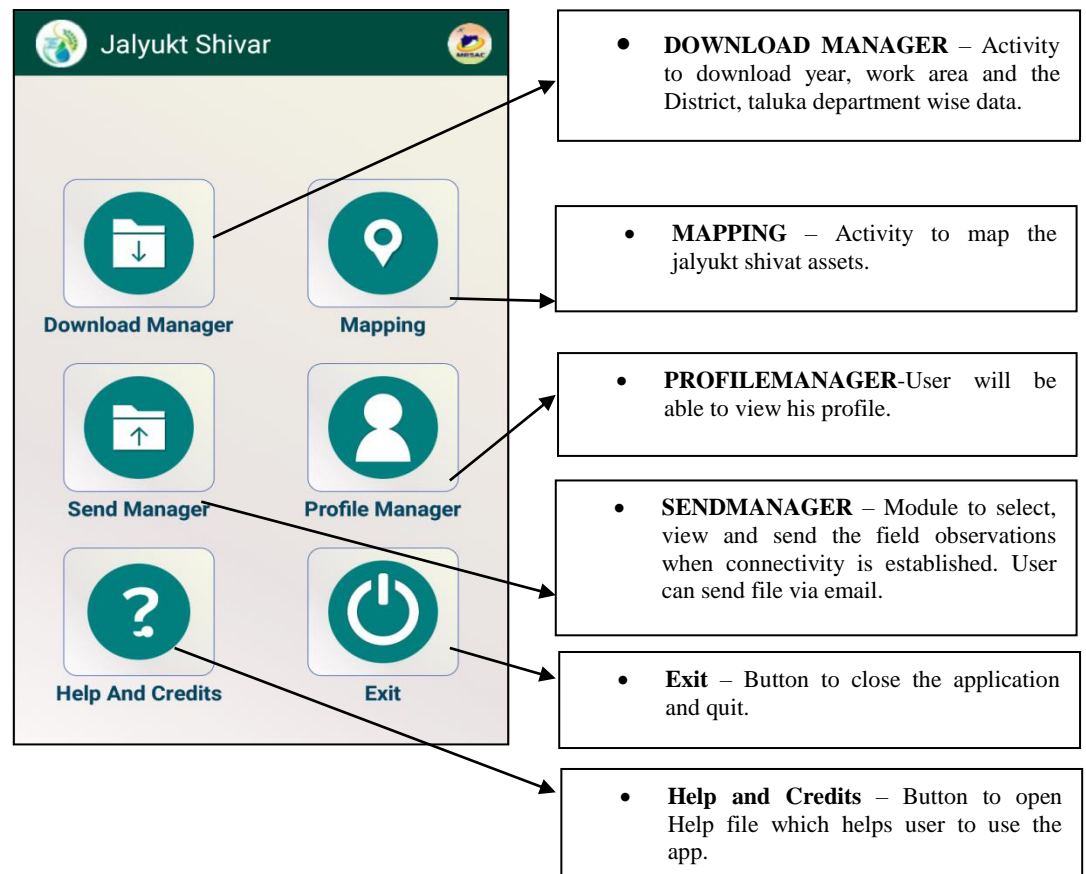 Jalyukt Shivar
MRSAC
Download Manager
Mapping
Send Manager
Profile Manager
Help And Credits
Exit
• DOWNLOAD MANAGER – Activity
to download year, work area and the
District, taluka department wise data.
• MAPPING – Activity to map the
jalyukt shivat assets.
• PROFILEMANAGER-User will be
able to view his profile.
• SENDMANAGER – Module to select,
view and send the field observations
when connectivity is established. User
can send file via email.
• Exit – Button to close the application
and quit.
• Help and Credits – Button to open
Help file which helps user to use the
app.